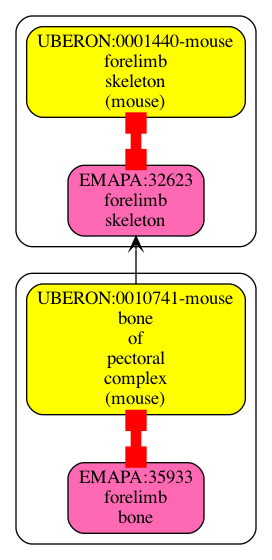 UBERON:0001440-mouse
forelimb
skeleton
(mouse)
EMAPA:32623
forelimb
skeleton
UBERON:0010741-mouse
bone
of
pectoral
complex
(mouse)
EMAPA:35933
forelimb
bone